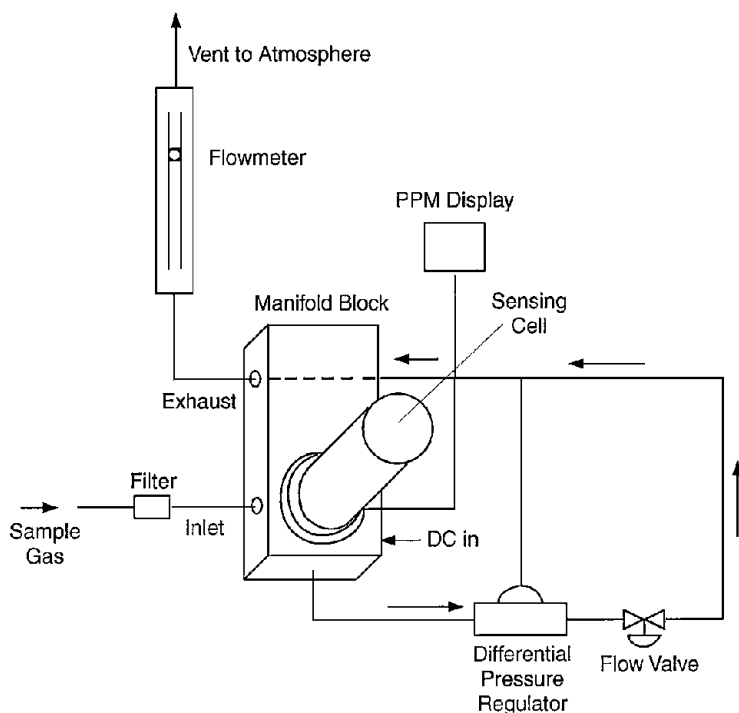 Vent to Atmosphere
Flowmeter
PPM Display
Manifold Block
Sensing
Cell
Exhaust
Filter
Sample
Gas
Inlet
DC in
Differential
Pressure
Regulator
Flow Valve